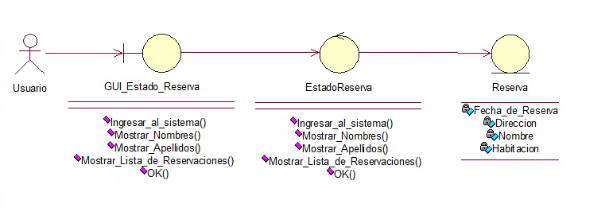 Usuario
GUI_Estado_Reserva
EstadoReserva
Reserva
Ingresar_al_sistema()
Mostrar_Nombres()
Mostrar_Apellidos()
Mostrar_Lista_de_Reservaciones()
OK()
Ingresar_al_sistema()
Mostrar_Nombres()
Mostrar_Apellidos()
Mostrar_Lista_de_Reservaciones()
OK()
Fecha_de_Reserva
Direccion
Nombre
Habitacion